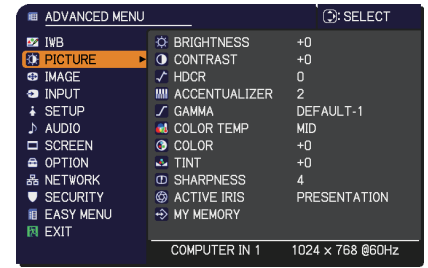 ADVANCED MENU : SELECT
IWB BRIGHTNESS +0
PICTURE CONTRAST +0
IMAGE HDCR 0
INPUT ACCENTUALIZER 2
SETUP GAMMA DEFAULT-1
AUDIO COLOR TEMP MID
SCREEN COLOR +0
OPTION TINT +0
NETWORK SHARPNESS 4
SECURITY ACTIVE IRIS PRESENTATION
EASY MENU MY MEMORY
EXIT
COMPUTER IN 1 1024 x 768 @60Hz